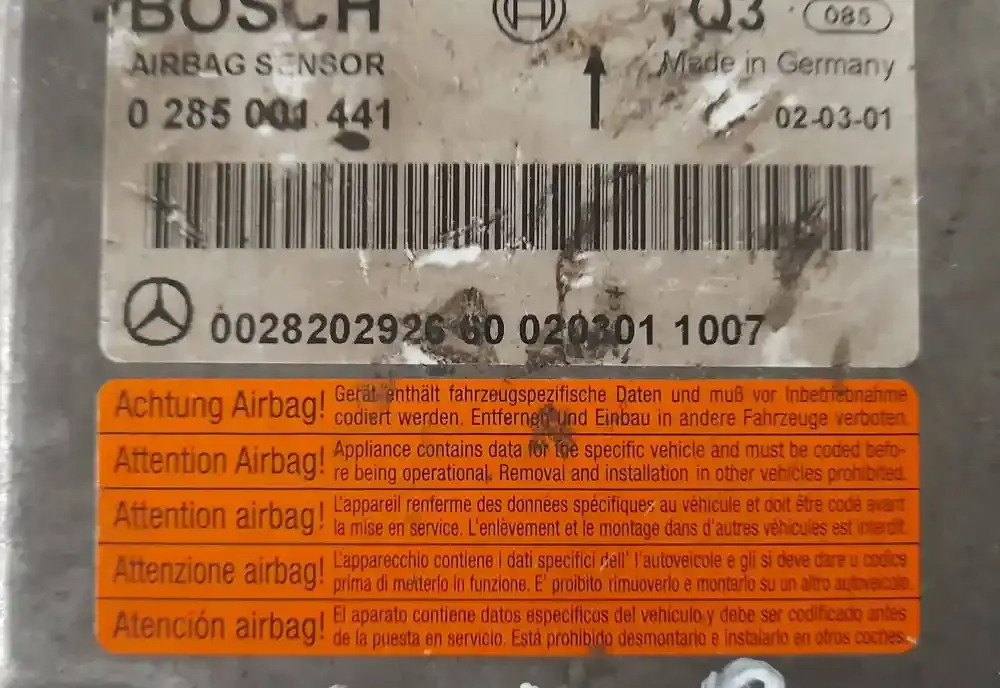 BOSCH
Q3 085
AIRBAG SENSOR
Made in Germany
0 285 001 441
02-03-01
0028202926 60 020301 1007
Achtung Airbag! Gerät enthält fahrzeugspezifische Daten und muß vor Inbetriebnahme
codiert werden. Entfernen und Einbau in andere Fahrzeuge verboten.
Attention Airbag! Appliance contains data for the specific vehicle and must be coded befo-
re being operational. Removal and installation in other vehicles prohibited.
Attention airbag! L'appareil renferme des données spécifiques au véhicule et doit être codé avant
la mise en service. L'enlèvement et le montage dans d'autres véhicules est interdit.
Attenzione airbag! L'apparecchio contiene i dati specifici dell' l'autoveicole e gli si deve dare u codice
prima di metterlo in funzione. E' proibito rimuoverlo e montarlo su un altro autoveicolo.
Atención airbag! El aparato contiene datos específicos del vehículo y debe ser codificado antes
de la puesta en servicio. Está prohibido desmontarlo e instalarlo en otros coches.